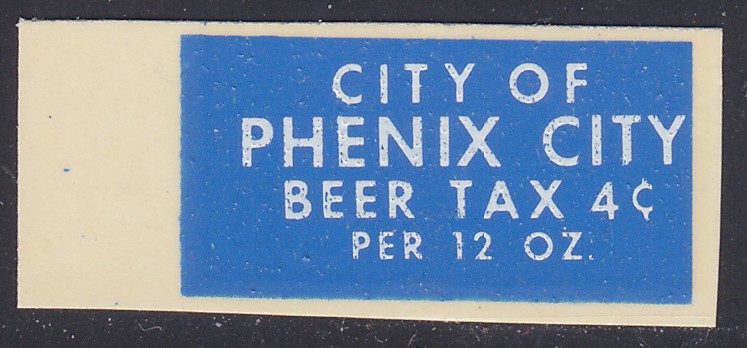 CITY OF
PHENIX CITY
BEER TAX 4¢
PER 12 OZ.